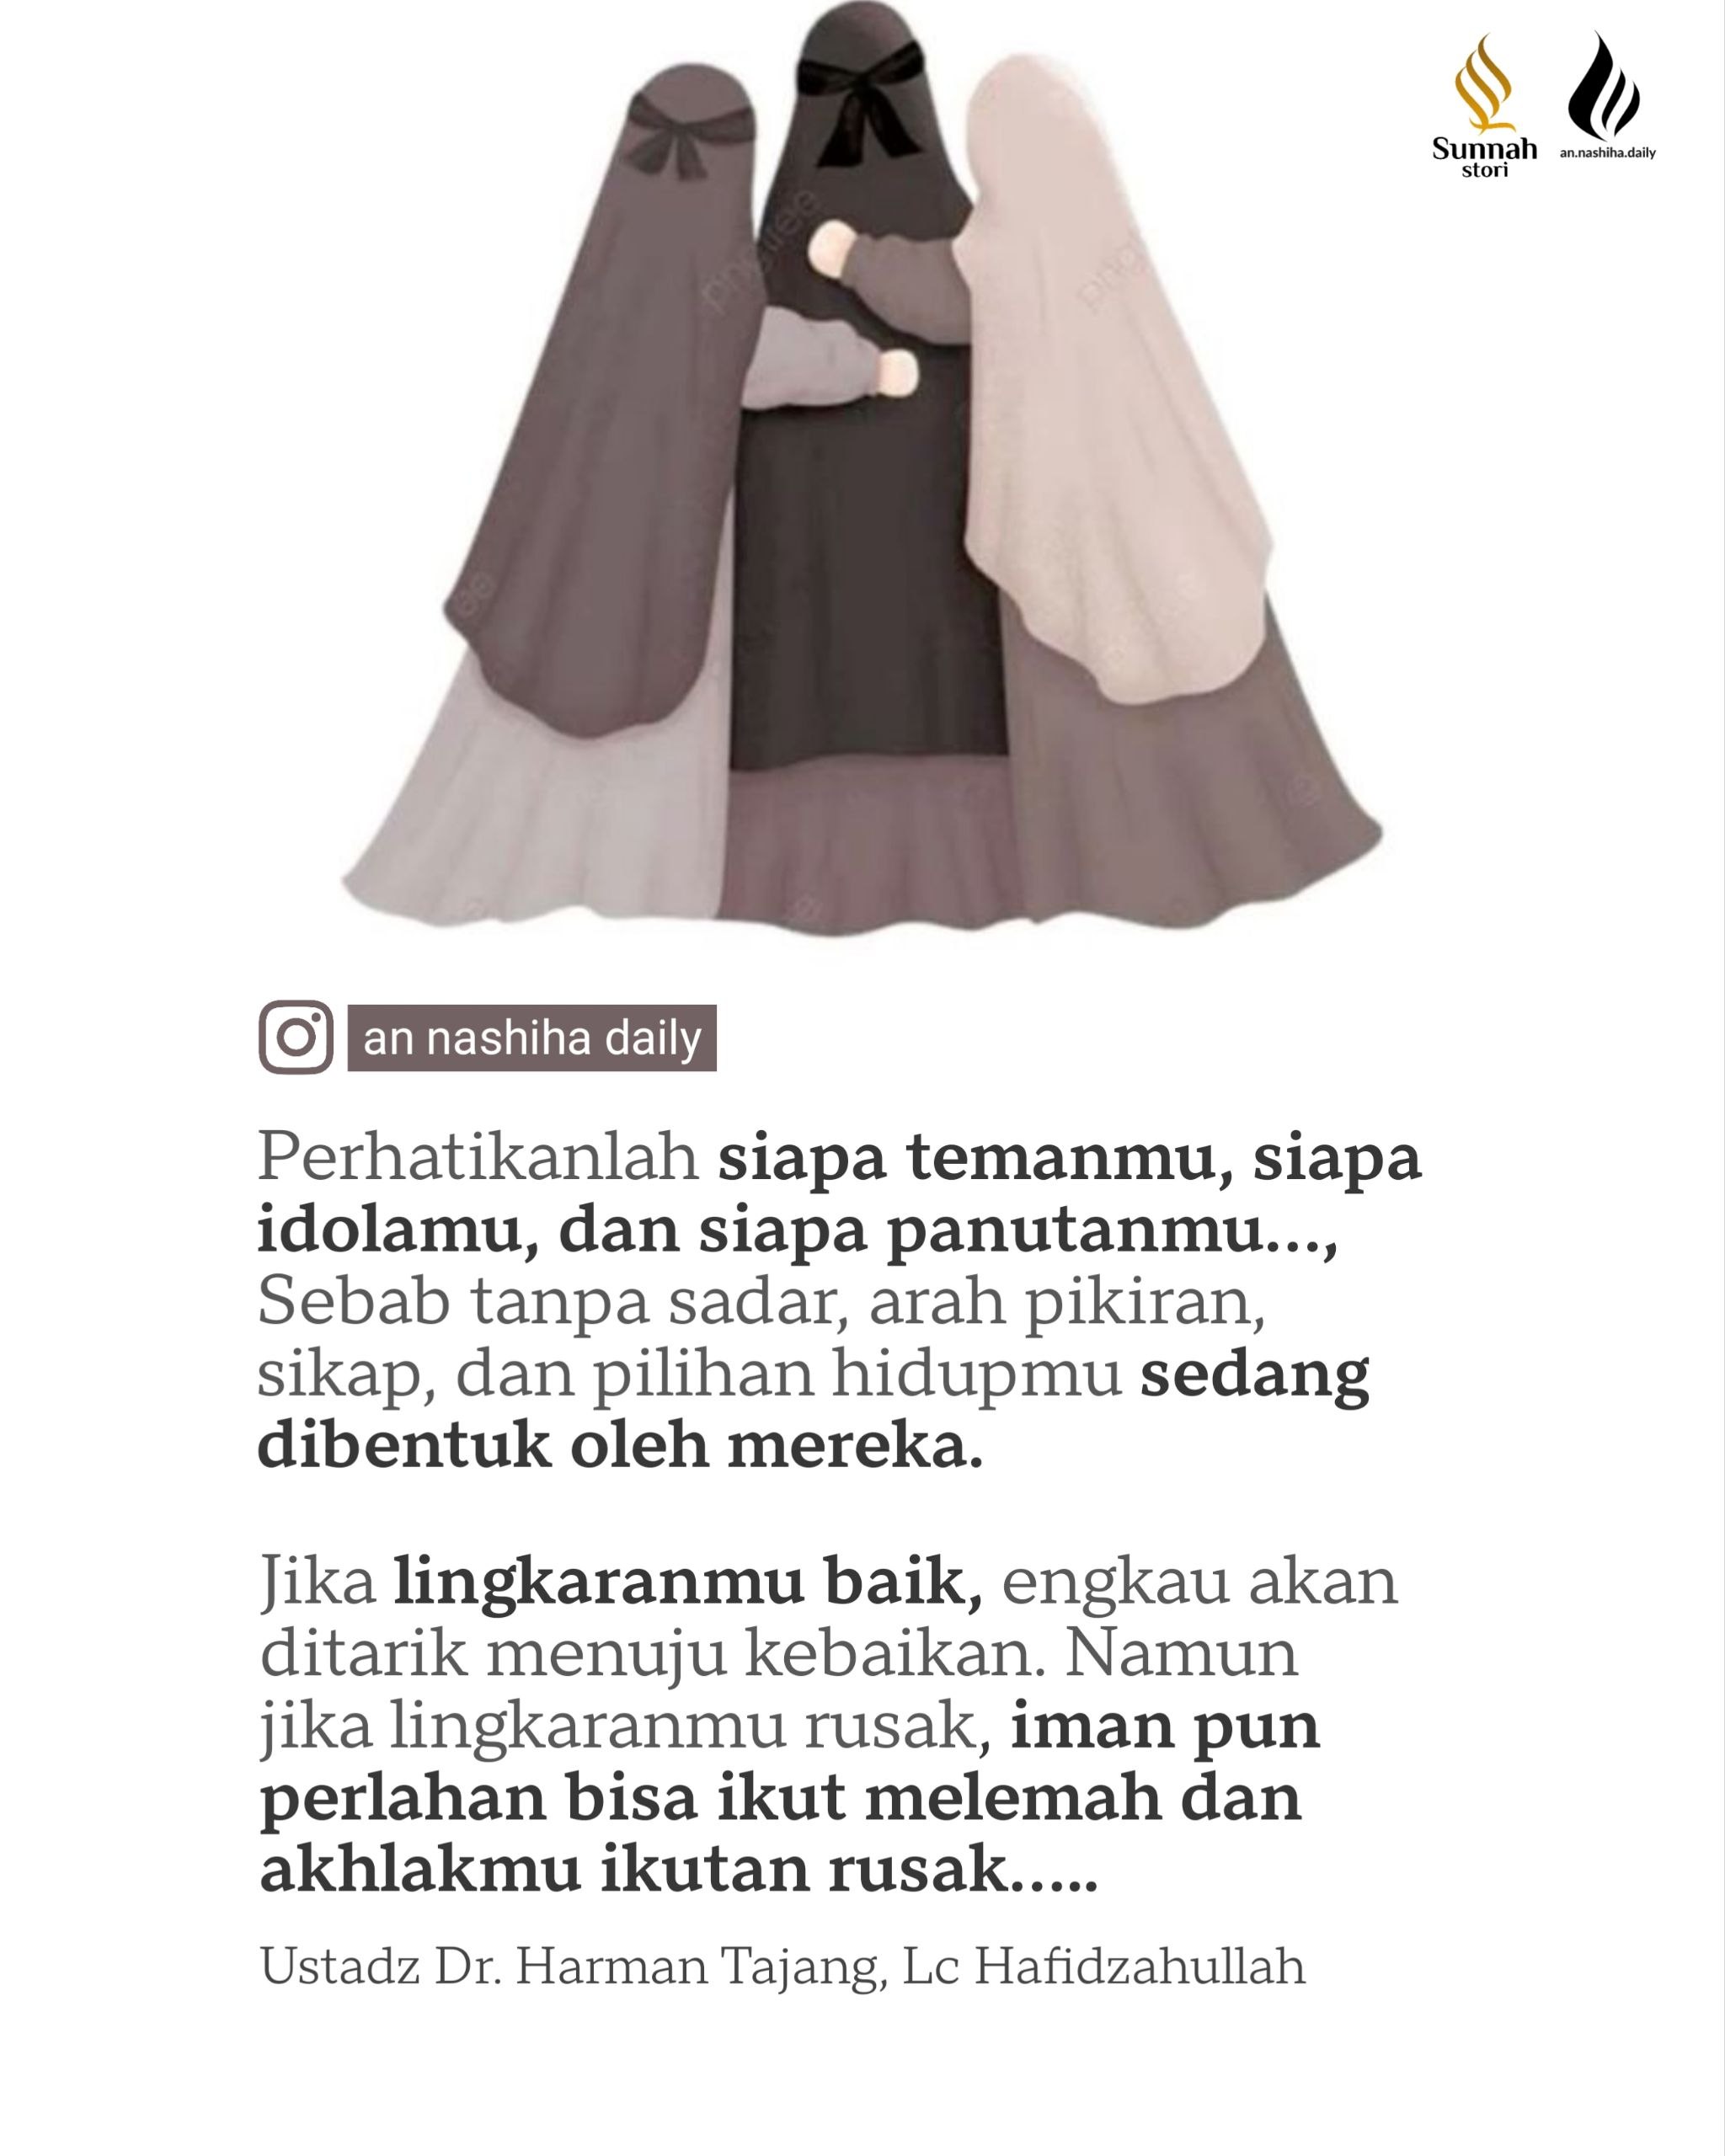 Sunnah
stori
an.nashiha.daily
an nashiha daily
Perhatikanlah siapa temanmu, siapa
idolamu, dan siapa panutanmu...,
Sebab tanpa sadar, arah pikiran,
sikap, dan pilihan hidupmu sedang
dibentuk oleh mereka.
Jika lingkaranmu baik, engkau akan
ditarik menuju kebaikan. Namun
jika lingkaranmu rusak, iman pun
perlahan bisa ikut melemah dan
akhlakmu ikutan rusak.....
Ustadz Dr. Harman Tajang, Lc Hafidzahullah